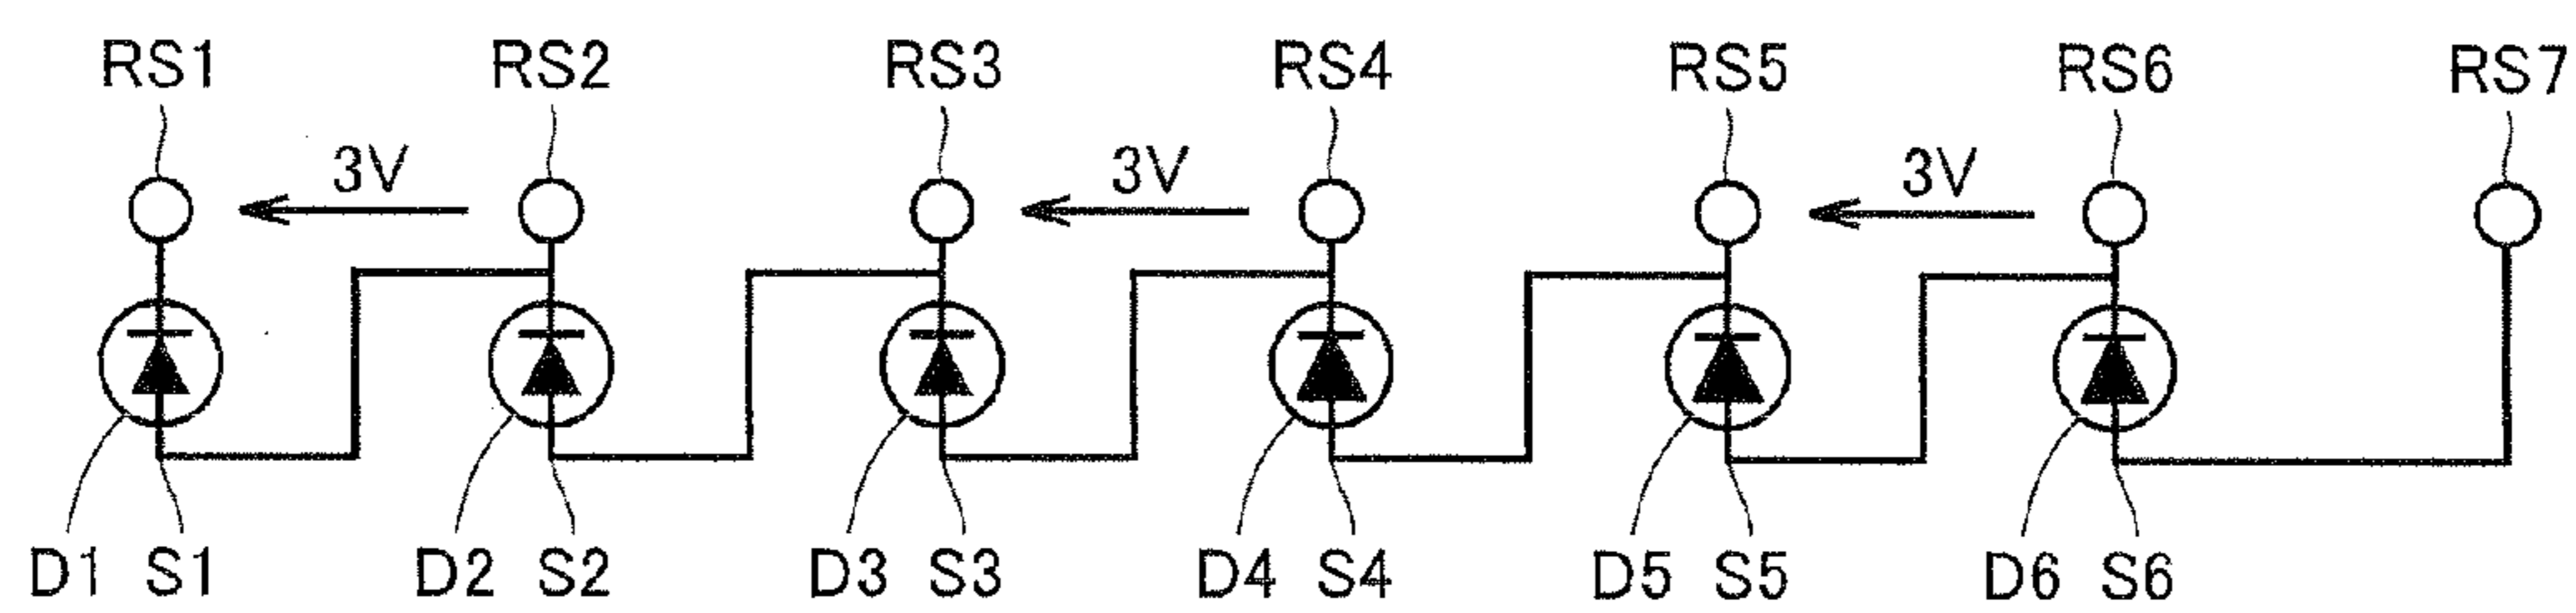 RS1 RS2 RS3 RS4 RS5 RS6 RS7
3V 3V 3V
D1 S1 D2 S2 D3 S3 D4 S4 D5 S5 D6 S6